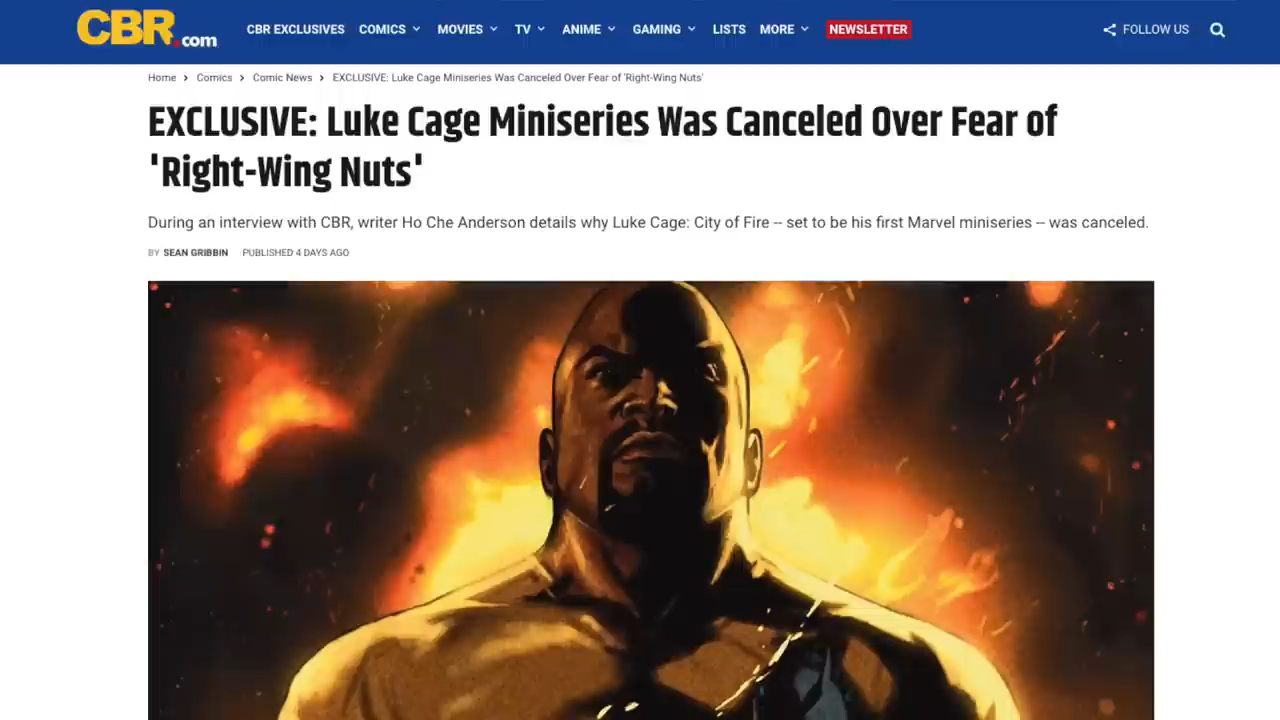 CBR.com CBR EXCLUSIVES COMICS MOVIES TV ANIME GAMING LISTS MORE NEWSLETTER FOLLOW US
Home > Comics > Comic News > EXCLUSIVE: Luke Cage Miniseries Was Canceled Over Fear of 'Right-Wing Nuts'
EXCLUSIVE: Luke Cage Miniseries Was Canceled Over Fear of
'Right-Wing Nuts'
During an interview with CBR, writer Ho Che Anderson details why Luke Cage: City of Fire -- set to be his first Marvel miniseries -- was canceled.
BY SEAN GRIBBIN PUBLISHED 4 DAYS AGO